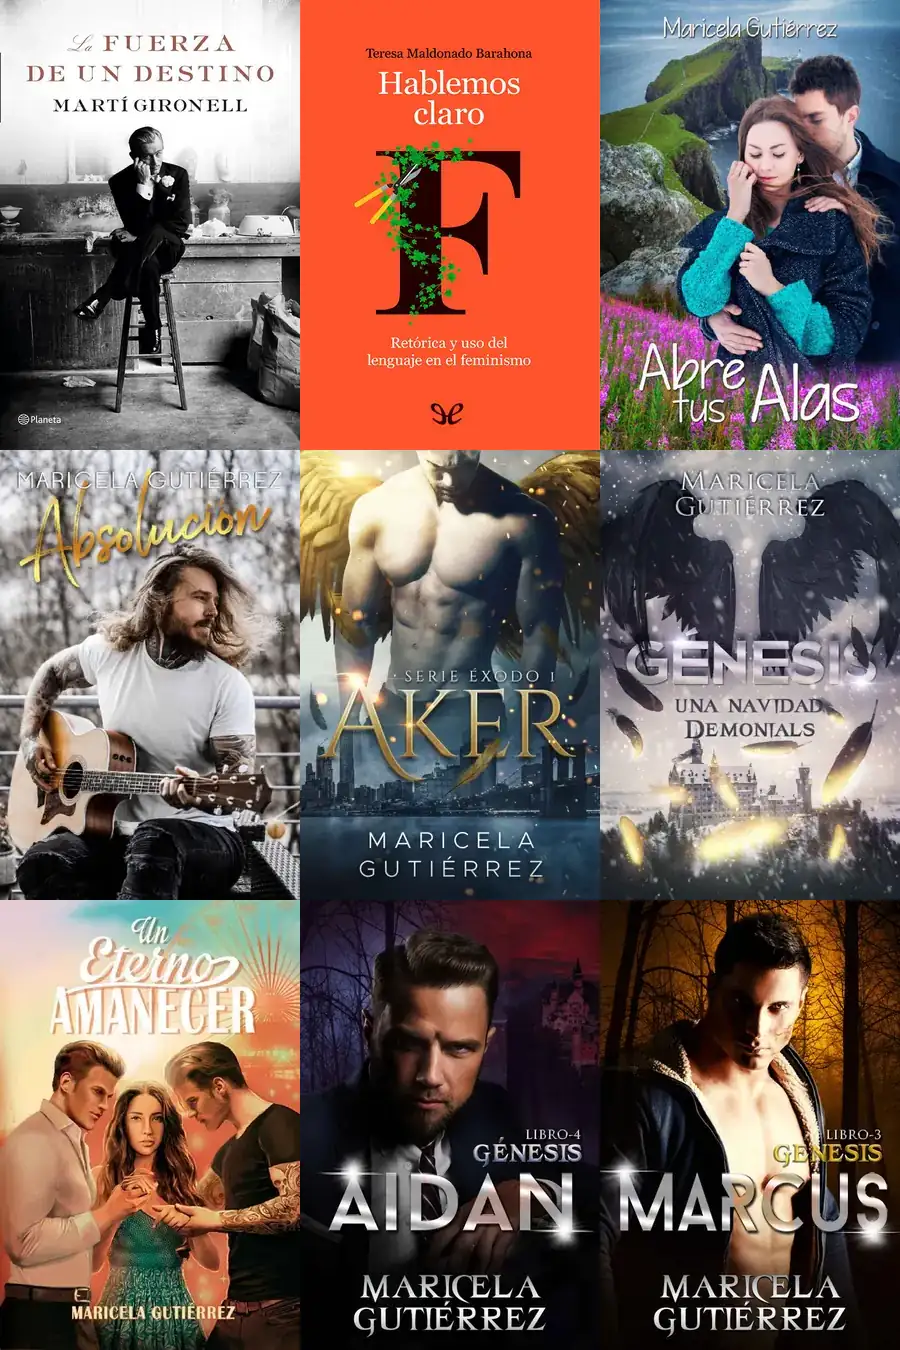 La FUERZA
DE UN DESTINO
MARTÍ GIRONELL
Planeta
Teresa Maldonado Barahona
Hablemos
claro
F
Retórica y uso del
lenguaje en el feminismo
Maricela Gutiérrez
Abre
tus Alas
MARICELA GUTIÉRREZ
Absolución
SERIE ÉXODO 1
AKER
MARICELA
GUTIÉRREZ
MARICELA
GUTIÉRREZ
GÉNESIS
UNA NAVIDAD
DEMONIALS
Un
Eterno
AMANECER
MARICELA GUTIÉRREZ
LIBRO-4
GÉNESIS
AIDAN
MARICELA
GUTIÉRREZ
LIBRO-3
GÉNESIS
MARCUS
MARICELA
GUTIÉRREZ